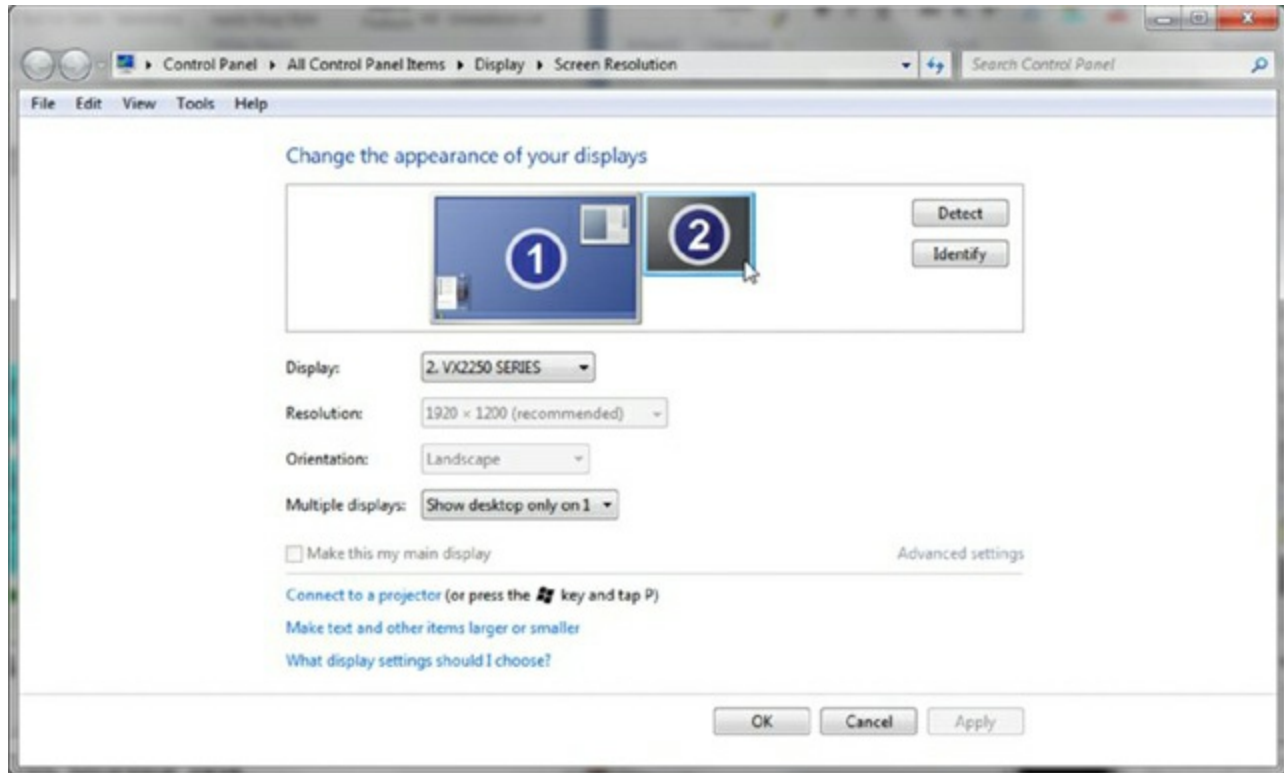 Control Panel ▸ All Control Panel Items ▸ Display ▸ Screen Resolution
Search Control Panel
File Edit View Tools Help
Change the appearance of your displays
1
2
Detect
Identify
Display: 2. VX2250 SERIES
Resolution: 1920 × 1200 (recommended)
Orientation: Landscape
Multiple displays: Show desktop only on 1
Make this my main display
Advanced settings
Connect to a projector (or press the key and tap P)
Make text and other items larger or smaller
What display settings should I choose?
OK Cancel Apply